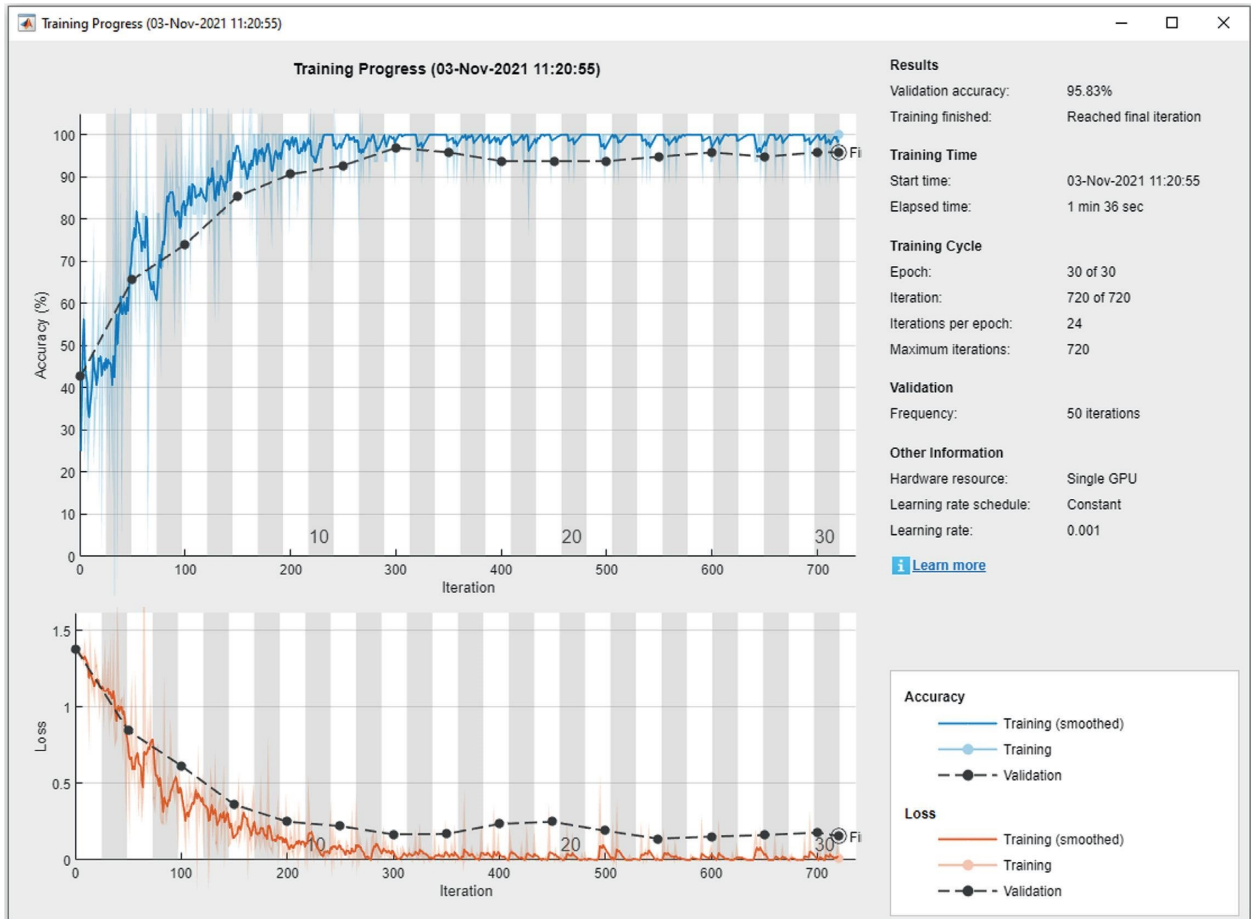 Training Progress (03-Nov-2021 11:20:55)
Training Progress (03-Nov-2021 11:20:55)
Accuracy (%)
100
90
80
70
60
50
40
30
20
10
0
10
20
30
Fi
0
100
200
300
400
500
600
700
Iteration
Loss
1.5
1
0.5
0
10
20
30
Fi
0
100
200
300
400
500
600
700
Iteration
Results
Validation accuracy: 95.83%
Training finished: Reached final iteration
Training Time
Start time: 03-Nov-2021 11:20:55
Elapsed time: 1 min 36 sec
Training Cycle
Epoch: 30 of 30
Iteration: 720 of 720
Iterations per epoch: 24
Maximum iterations: 720
Validation
Frequency: 50 iterations
Other Information
Hardware resource: Single GPU
Learning rate schedule: Constant
Learning rate: 0.001
i Learn more
Accuracy
Training (smoothed)
Training
Validation
Loss
Training (smoothed)
Training
Validation